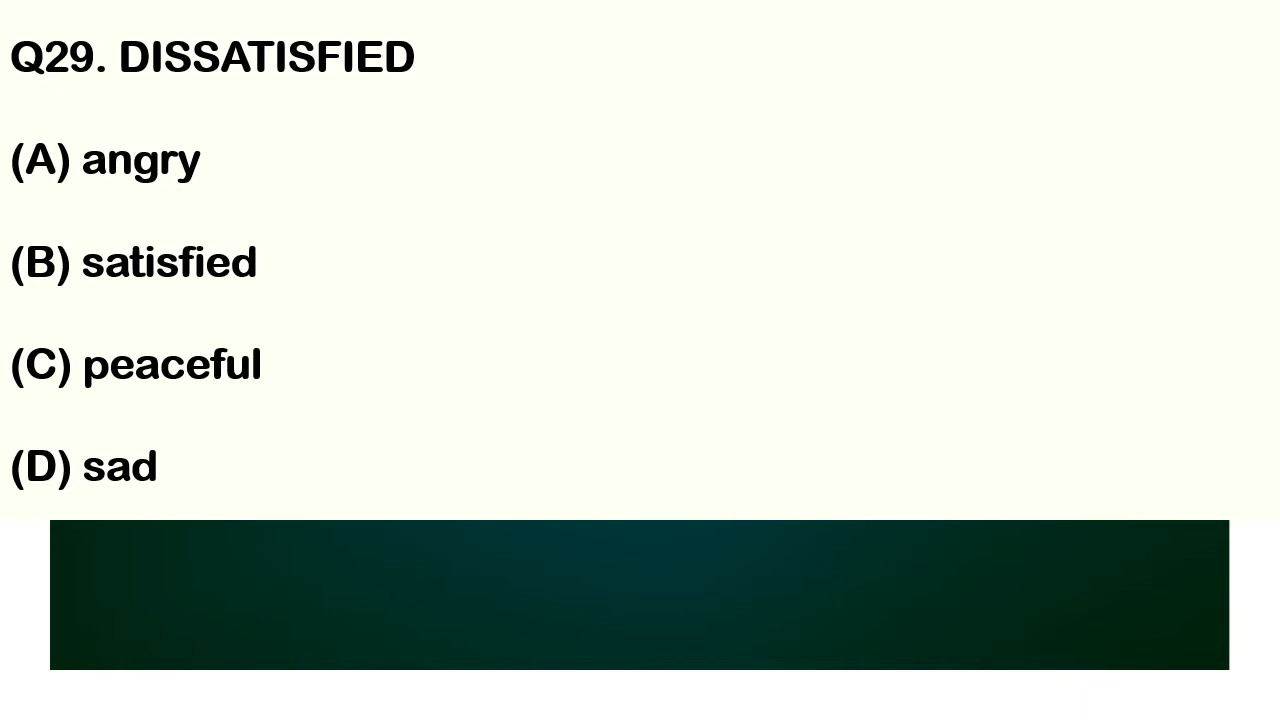 Q29. DISSATISFIED
(A) angry
(B) satisfied
(C) peaceful
(D) sad